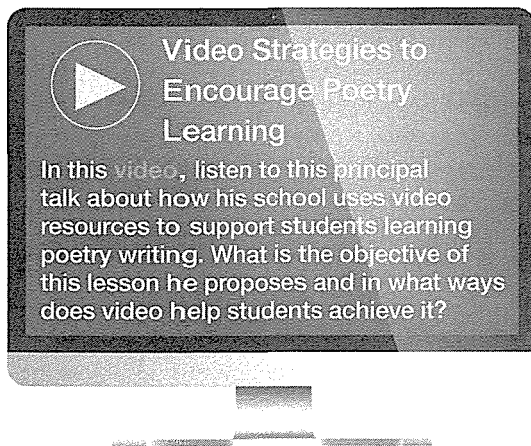 Video Strategies to
Encourage Poetry
Learning
In this video, listen to this principal
talk about how his school uses video
resources to support students learning
poetry writing. What is the objective of
this lesson he proposes and in what ways
does video help students achieve it?